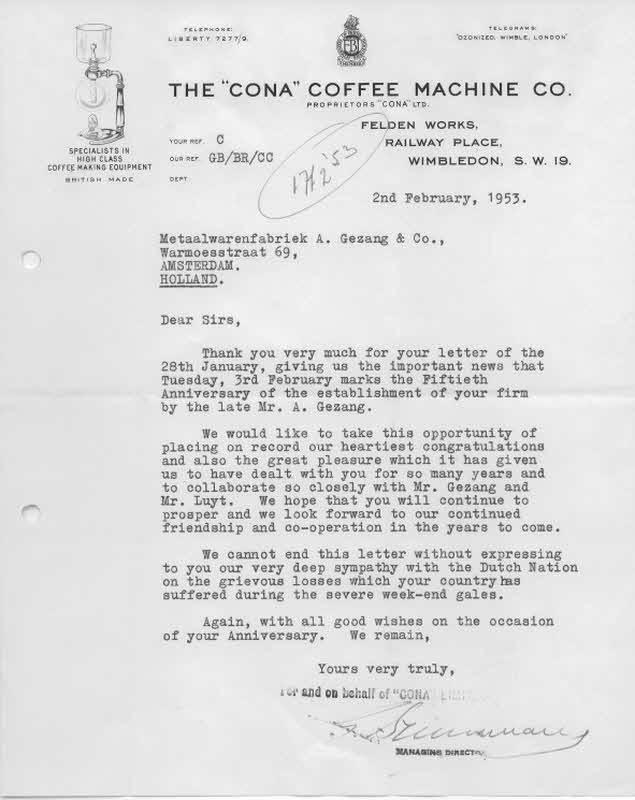 TELEPHONE:
LIBERTY 7277/9.
TELEGRAMS:
"OZONIZED, WIMBLE, LONDON"
THE "CONA" COFFEE MACHINE CO.
PROPRIETORS "CONA" LTD.
SPECIALISTS IN
HIGH CLASS
COFFEE MAKING EQUIPMENT
BRITISH MADE
YOUR REF. C
OUR REF. GB/BR/CC
DEPT.
FELDEN WORKS,
RAILWAY PLACE,
WIMBLEDON, S. W. 19.
2nd February, 1953.
Metaalwarenfabriek A. Gezang & Co.,
Warmoesstraat 69,
AMSTERDAM.
HOLLAND.
Dear Sirs,
Thank you very much for your letter of the
28th January, giving us the important news that
Tuesday, 3rd February marks the Fiftieth
Anniversary of the establishment of your firm
by the late Mr. A. Gezang.
We would like to take this opportunity of
placing on record our heartiest congratulations
and also the great pleasure which it has given
us to have dealt with you for so many years and
to collaborate so closely with Mr. Gezang and
Mr. Luyt. We hope that you will continue to
prosper and we look forward to our continued
friendship and co-operation in the years to come.
We cannot end this letter without expressing
to you our very deep sympathy with the Dutch Nation
on the grievous losses which your country has
suffered during the severe week-end gales.
Again, with all good wishes on the occasion
of your Anniversary. We remain,
Yours very truly,
For and on behalf of "CONA"
MANAGING DIRECTOR